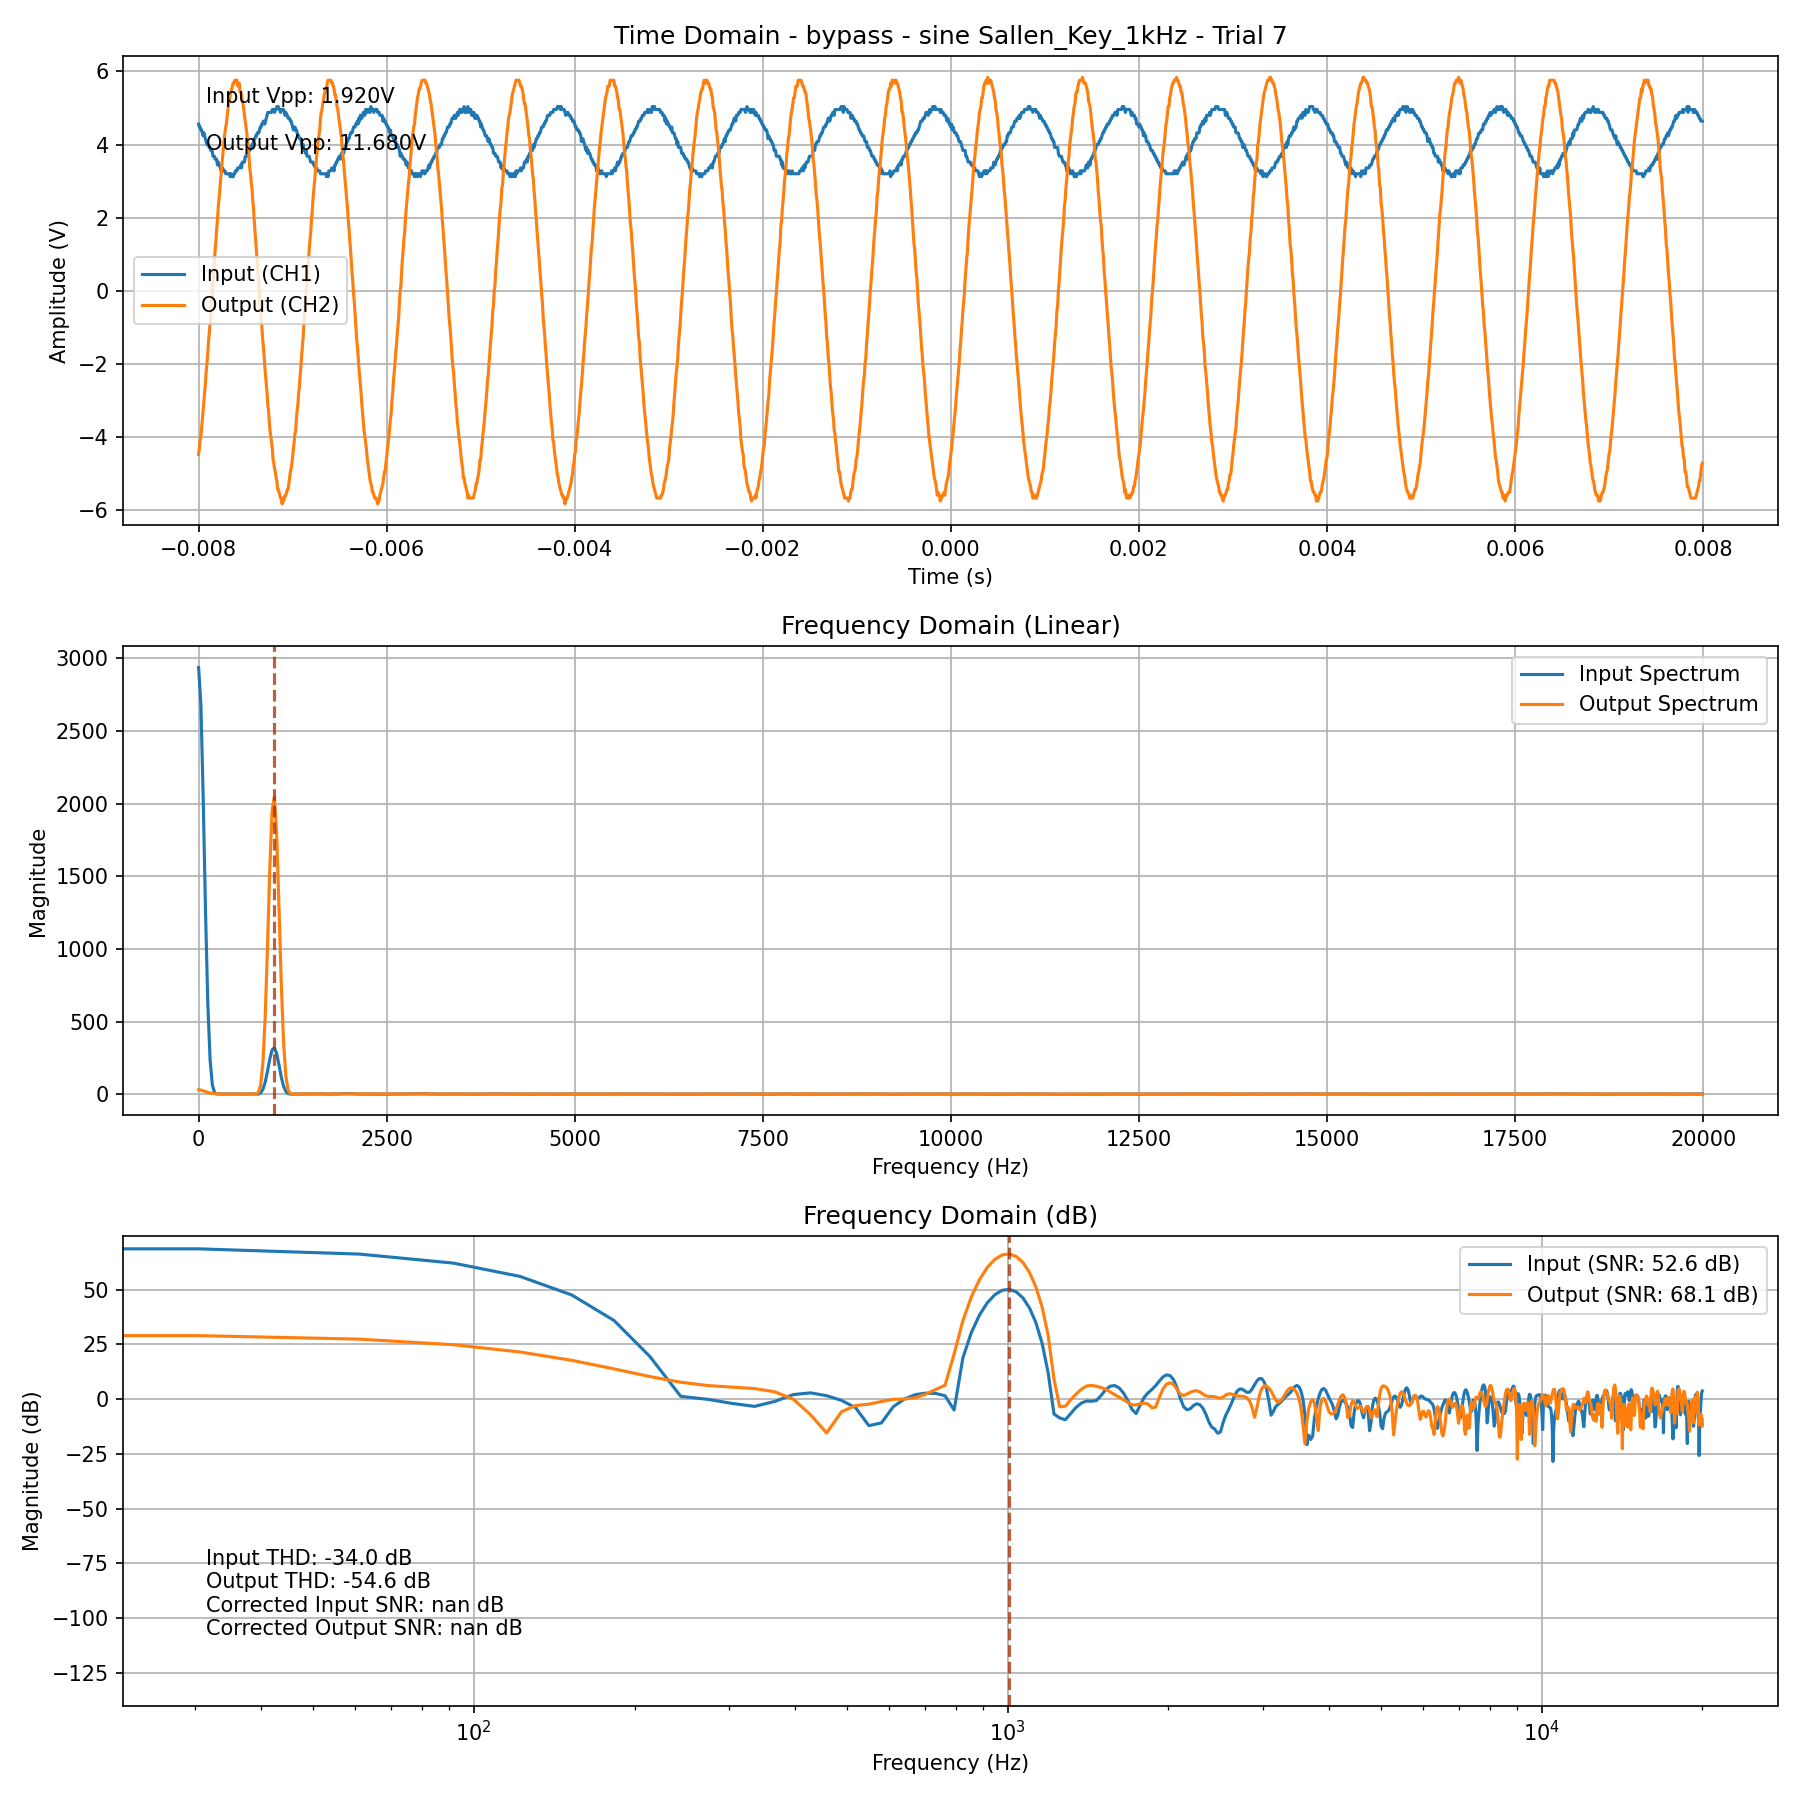 Time Domain - bypass - sine Sallen_Key_1kHz - Trial 7
6
4
2
0
−2
−4
−6
Amplitude (V)
Input Vpp: 1.920V
Output Vpp: 11.680V
Input (CH1)
Output (CH2)
−0.008
−0.006
−0.004
−0.002
0.000
0.002
0.004
0.006
0.008
Time (s)
Frequency Domain (Linear)
3000
2500
2000
1500
1000
500
0
Magnitude
Input Spectrum
Output Spectrum
0
2500
5000
7500
10000
12500
15000
17500
20000
Frequency (Hz)
Frequency Domain (dB)
50
25
0
−25
−50
−75
−100
−125
Magnitude (dB)
Input (SNR: 52.6 dB)
Output (SNR: 68.1 dB)
Input THD: -34.0 dB
Output THD: -54.6 dB
Corrected Input SNR: nan dB
Corrected Output SNR: nan dB
10²
10³
10⁴
Frequency (Hz)